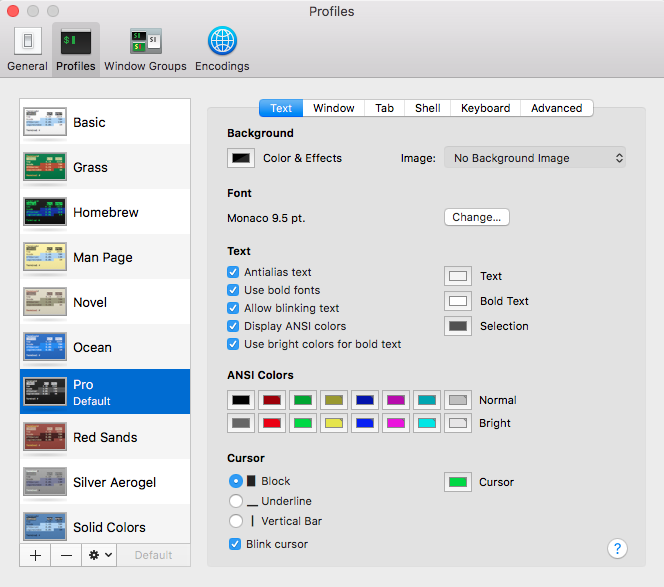 Profiles
General
Profiles
Window Groups
Encodings
Basic
Grass
Homebrew
Man Page
Novel
Ocean
Pro
Default
Red Sands
Silver Aerogel
Solid Colors
Default
Text
Window
Tab
Shell
Keyboard
Advanced
Background
Color & Effects
Image:
No Background Image
Font
Monaco 9.5 pt.
Change...
Text
Antialias text
Use bold fonts
Allow blinking text
Display ANSI colors
Use bright colors for bold text
Text
Bold Text
Selection
ANSI Colors
Normal
Bright
Cursor
Block
Underline
Vertical Bar
Blink cursor
Cursor
?